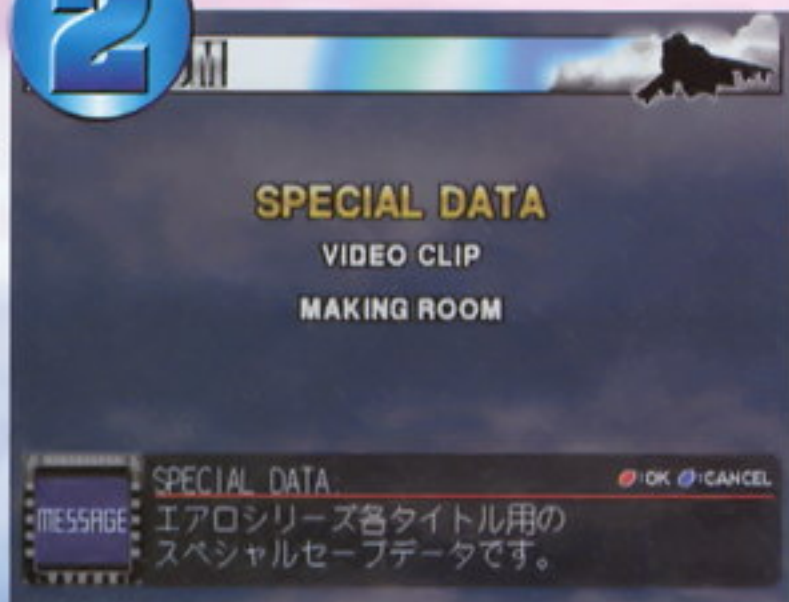 2
SPECIAL DATA
VIDEO CLIP
MAKING ROOM
MESSAGE
SPECIAL DATA.
:OK :CANCEL
エアロシリーズ各タイトル用の
スペシャルセーブデータです。